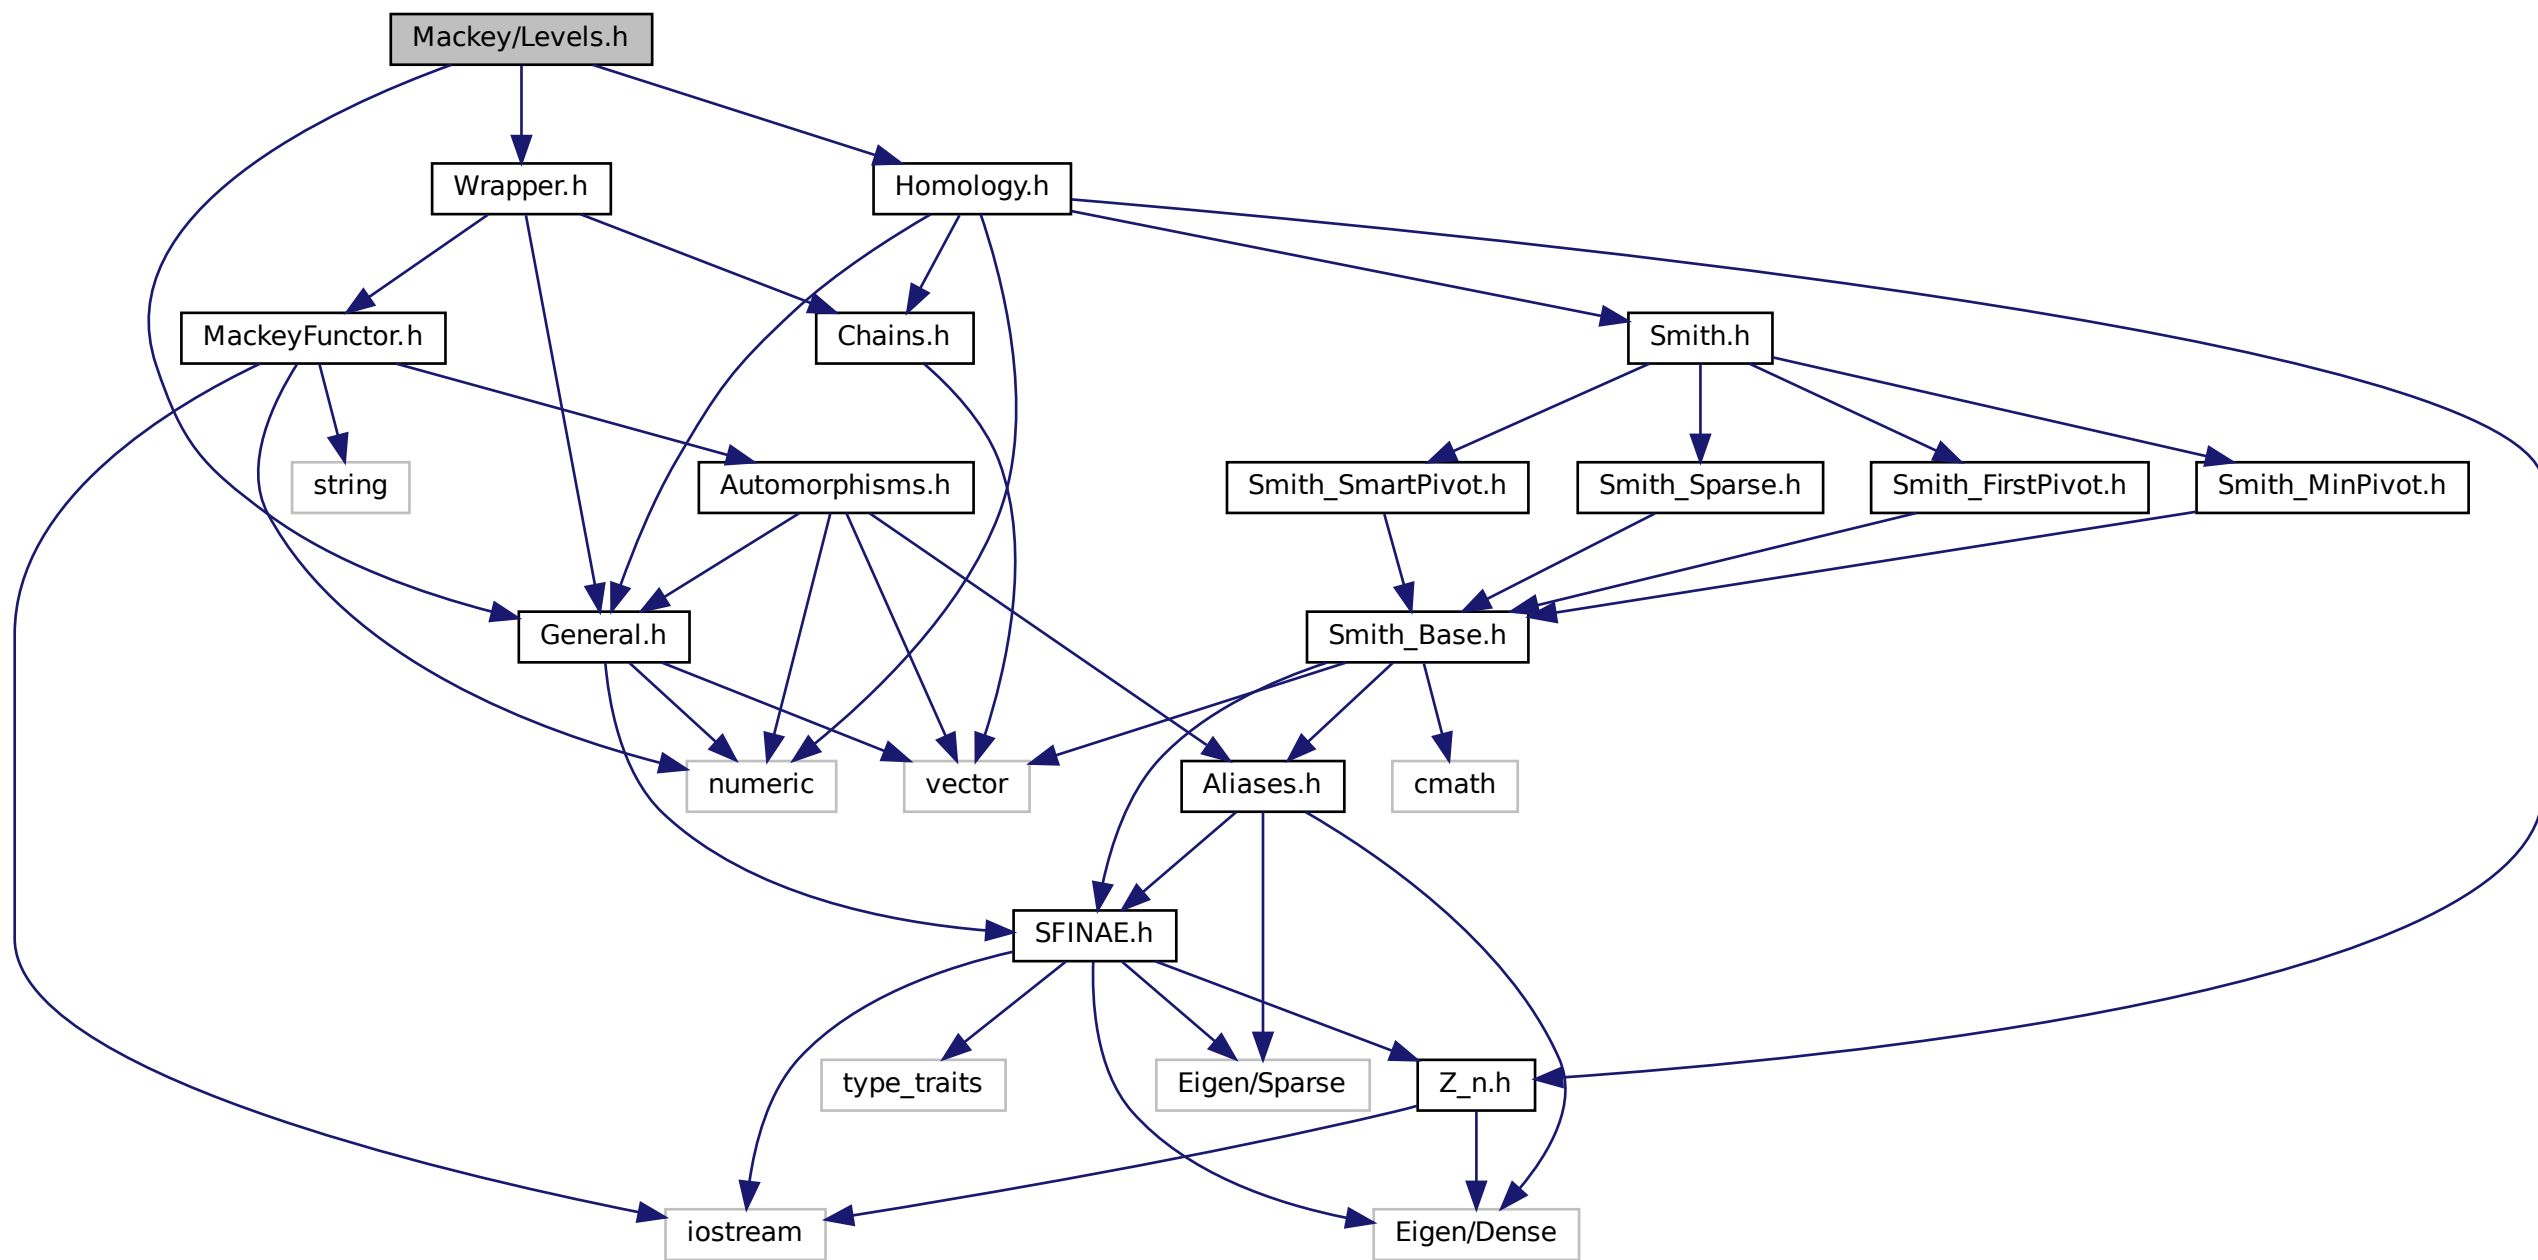 Mackey/Levels.h
Wrapper.h
Homology.h
MackeyFunctor.h
Chains.h
Smith.h
string
Automorphisms.h
Smith_SmartPivot.h
Smith_Sparse.h
Smith_FirstPivot.h
Smith_MinPivot.h
General.h
Smith_Base.h
numeric
vector
Aliases.h
cmath
SFINAE.h
type_traits
Eigen/Sparse
Z_n.h
iostream
Eigen/Dense